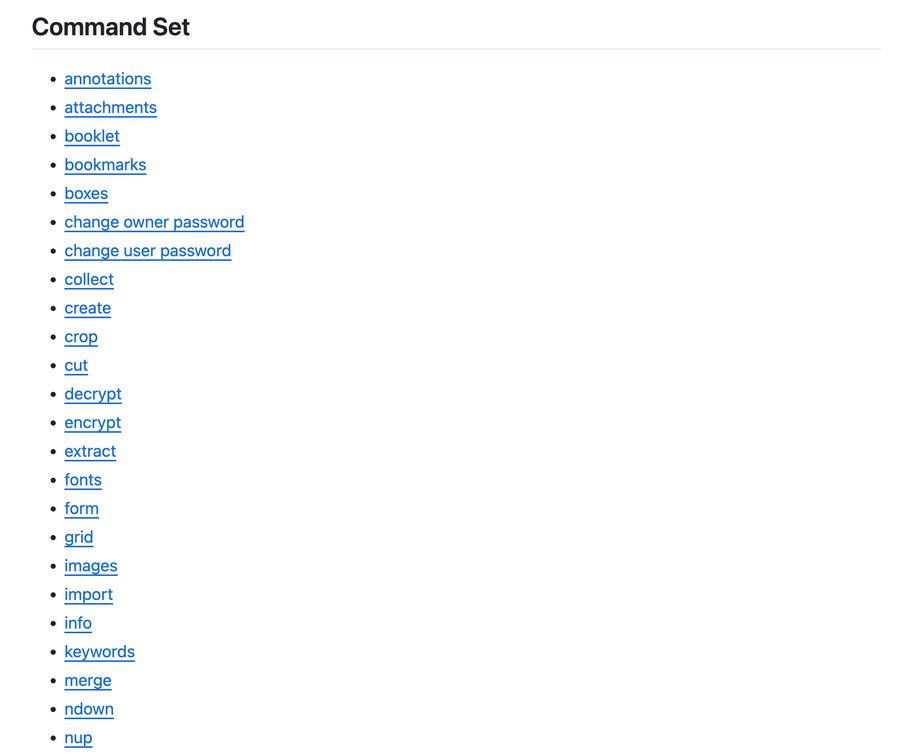 Command Set
annotations
attachments
booklet
bookmarks
boxes
change owner password
change user password
collect
create
crop
cut
decrypt
encrypt
extract
fonts
form
grid
images
import
info
keywords
merge
ndown
nup